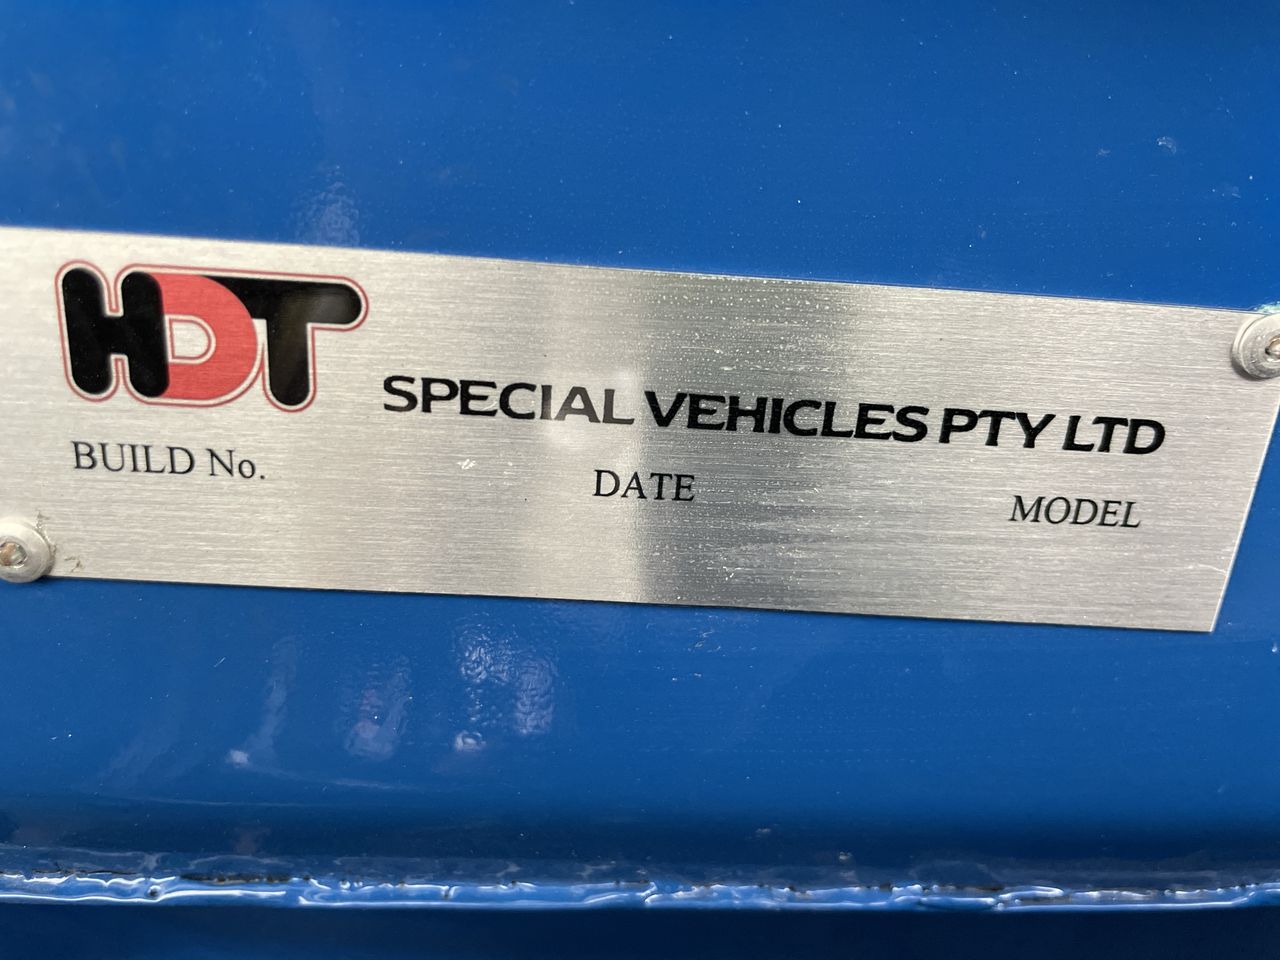 HDT SPECIAL VEHICLES PTY LTD
BUILD No. DATE MODEL